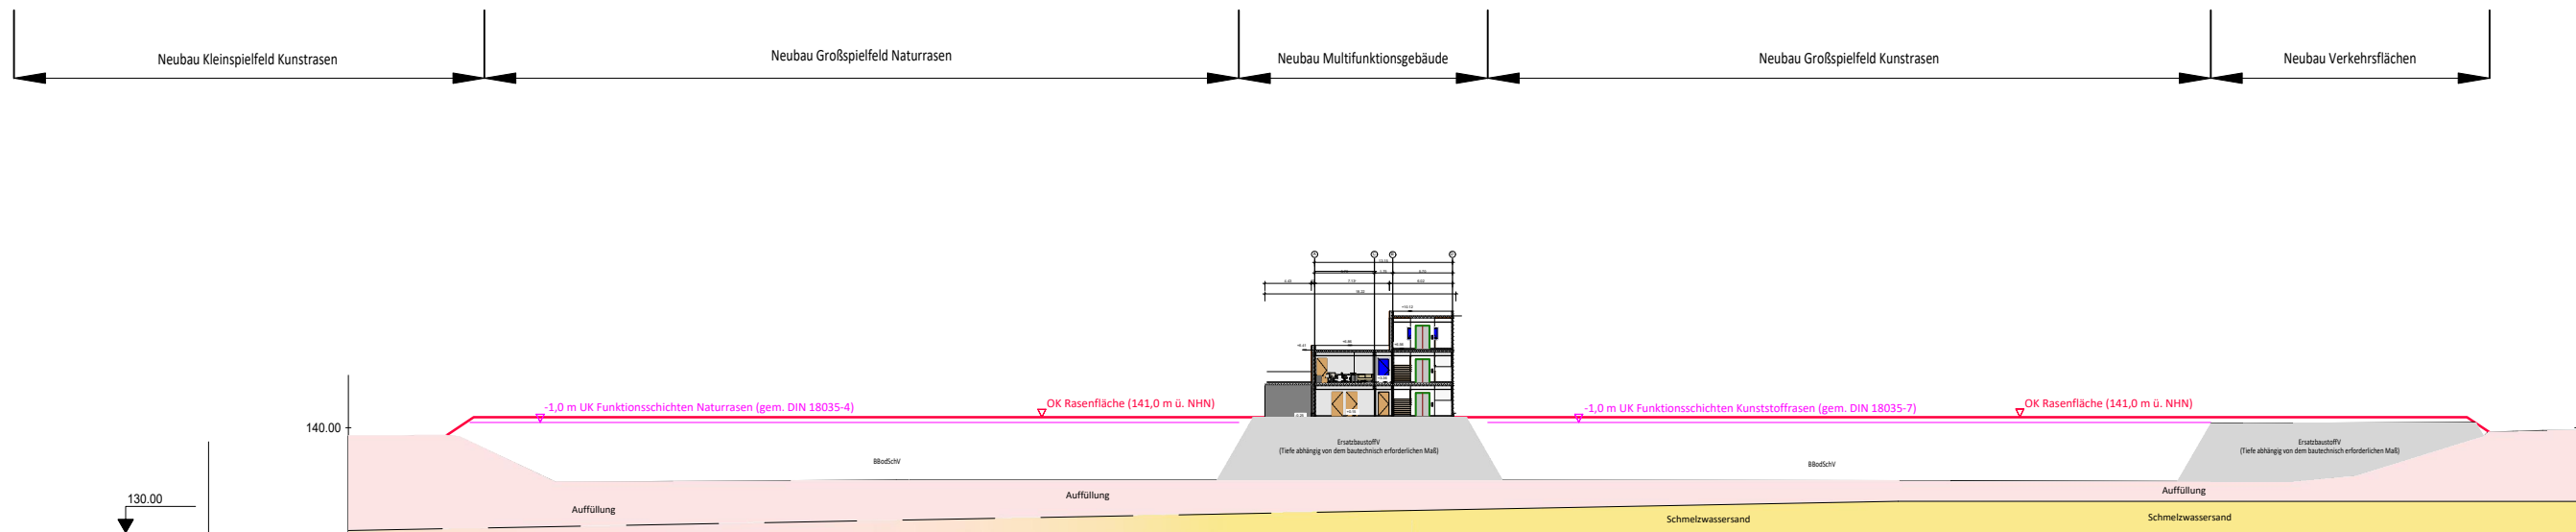 Neubau Kleinspielfeld Kunstrasen
Neubau Großspielfeld Naturrasen
Neubau Multifunktionsgebäude
Neubau Großspielfeld Kunstrasen
Neubau Verkehrsflächen
-1,0 m UK Funktionsschichten Naturrasen (gem. DIN 18035-4)
OK Rasenfläche (141,0 m ü. NHN)
-1,0 m UK Funktionsschichten Kunststoffrasen (gem. DIN 18035-7)
OK Rasenfläche (141,0 m ü. NHN)
140.00
ErsatzbaustoffV
(Tiefe abhängig von dem bautechnisch erforderlichen Maß)
ErsatzbaustoffV
(Tiefe abhängig von dem bautechnisch erforderlichen Maß)
BBodSchV
BBodSchV
130.00
Auffüllung
Auffüllung
Auffüllung
Schmelzwassersand
Schmelzwassersand